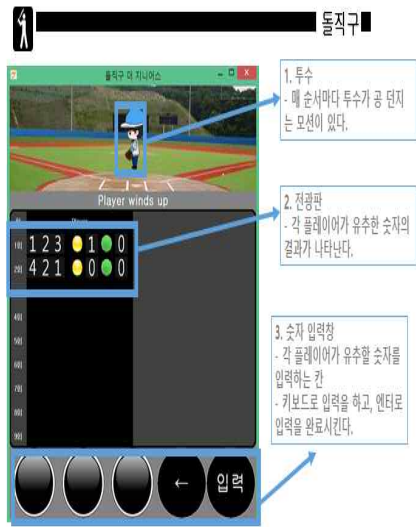 돌직구
돌직구 더 지니어스
1. 투수
- 매 순서마다 투수가 공 던지
는 모션이 있다.
Player winds up
2. 전광판
- 각 플레이어가 유추한 숫자의
결과가 나타난다.
Player
1회 1 2 3 1 0
2회 4 2 1 0 0
4회
5회
6회
7회
8회
9회
3. 숫자 입력창
- 각 플레이어가 유추할 숫자를
입력하는 칸
- 키보드로 입력을 하고, 엔터로
입력을 완료시킨다.
← 입력